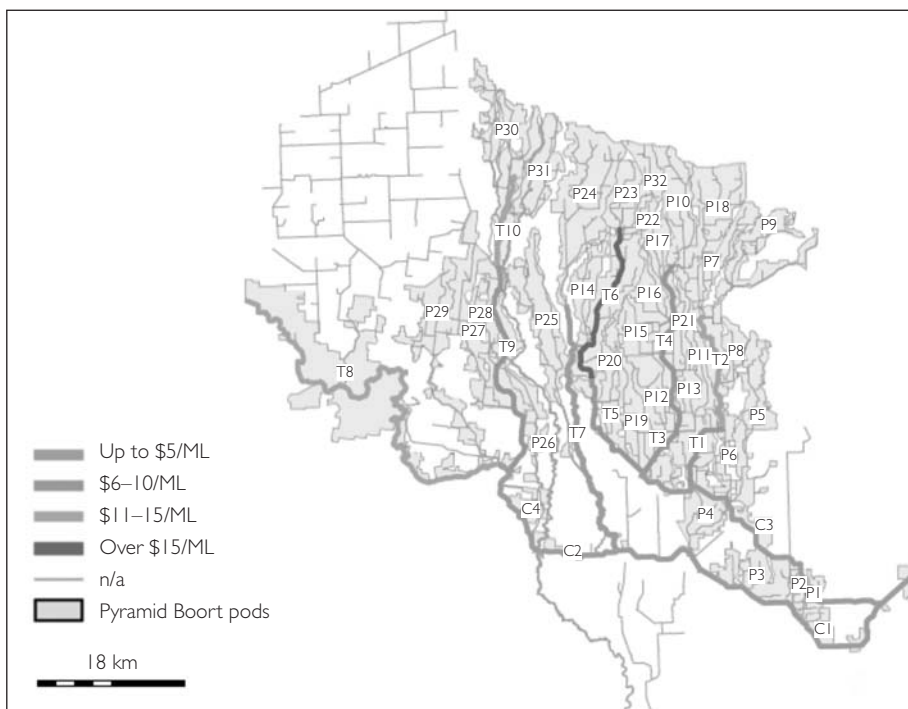 P30
P31
P24
P23
P32
P10
P18
P9
P22
P17
T10
P7
P14
T6
P16
P29
P28
P25
P21
P27
P15
T4
T9
P11
P8
T2
P20
T8
P12
P13
T5
P19
P5
T7
T3
T1
P26
P6
Up to $5/ML
$6–10/ML
C4
P4
$11–15/ML
C3
Over $15/ML
C2
n/a
P3
P2
P1
Pyramid Boort pods
C1
18 km